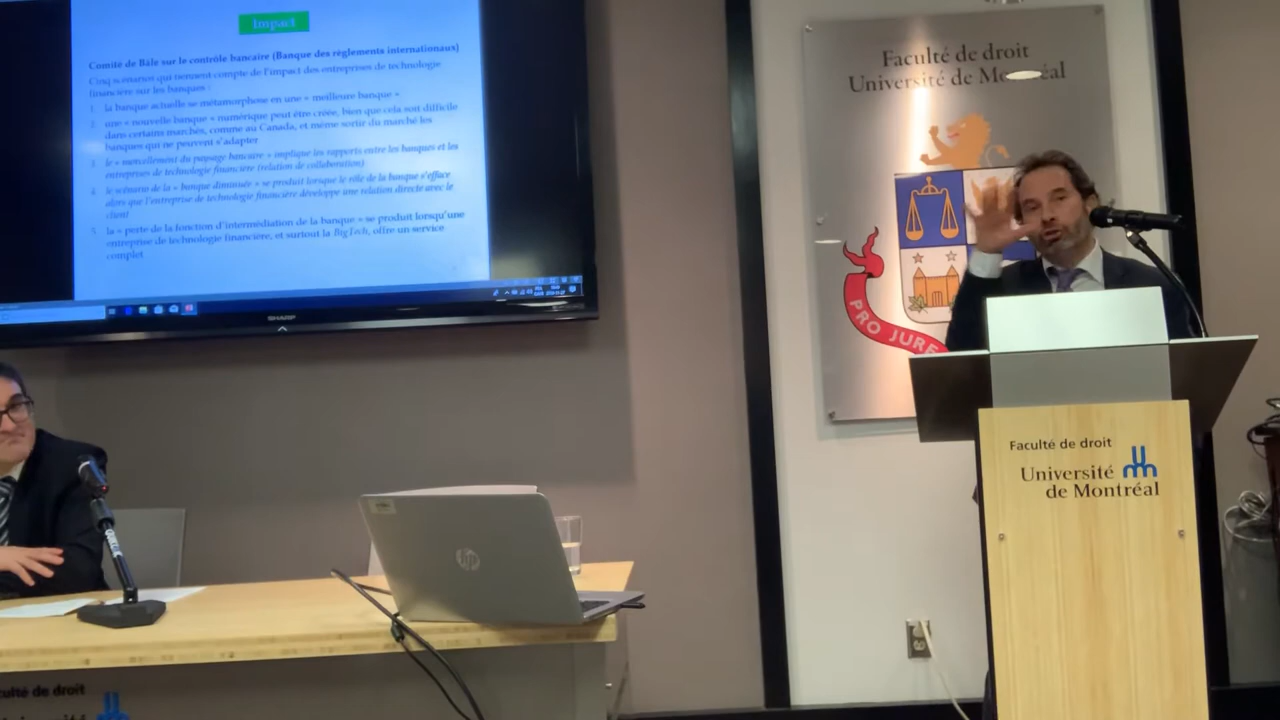 impact
Comité de Bâle sur le contrôle bancaire (Banque des règlements internationaux)
Cinq scénarios qui tiennent compte de l'impact des entreprises de technologie
financière sur les banques :
1. la banque actuelle se métamorphose en une « meilleure banque »
2. une « nouvelle banque » numérique peut être créée, bien que cela soit difficile
dans certains marchés, comme au Canada, et même sortir du marché les
banques qui ne peuvent s'adapter
3. le « morcellement du paysage bancaire » implique les rapports entre les banques et les
entreprises de technologie financière (relation de collaboration)
4. le scénario de la « banque diminuée » se produit lorsque le rôle de la banque s'efface
alors que l'entreprise de technologie financière développe une relation directe avec le
client
5. la « perte de la fonction d'intermédiation de la banque » se produit lorsqu'une
entreprise de technologie financière, et surtout la BigTech, offre un service
complet
SHARP
Faculté de droit
Université de Montréal
PRO JURE
hp
Faculté de droit
Université
de Montréal
culté de droit